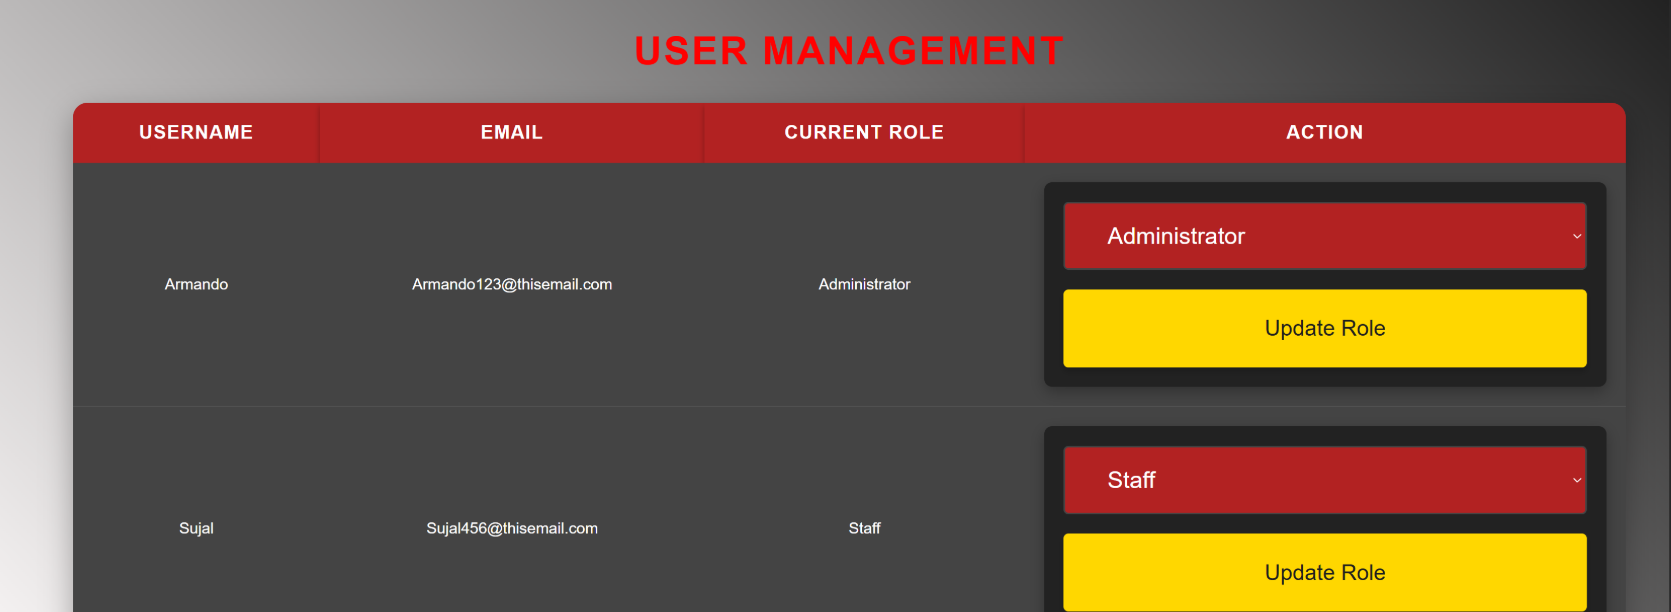 USER MANAGEMENT
USERNAME EMAIL CURRENT ROLE ACTION
Administrator
Armando Armando123@thisemail.com Administrator
Update Role
Staff
Sujal Sujal456@thisemail.com Staff
Update Role